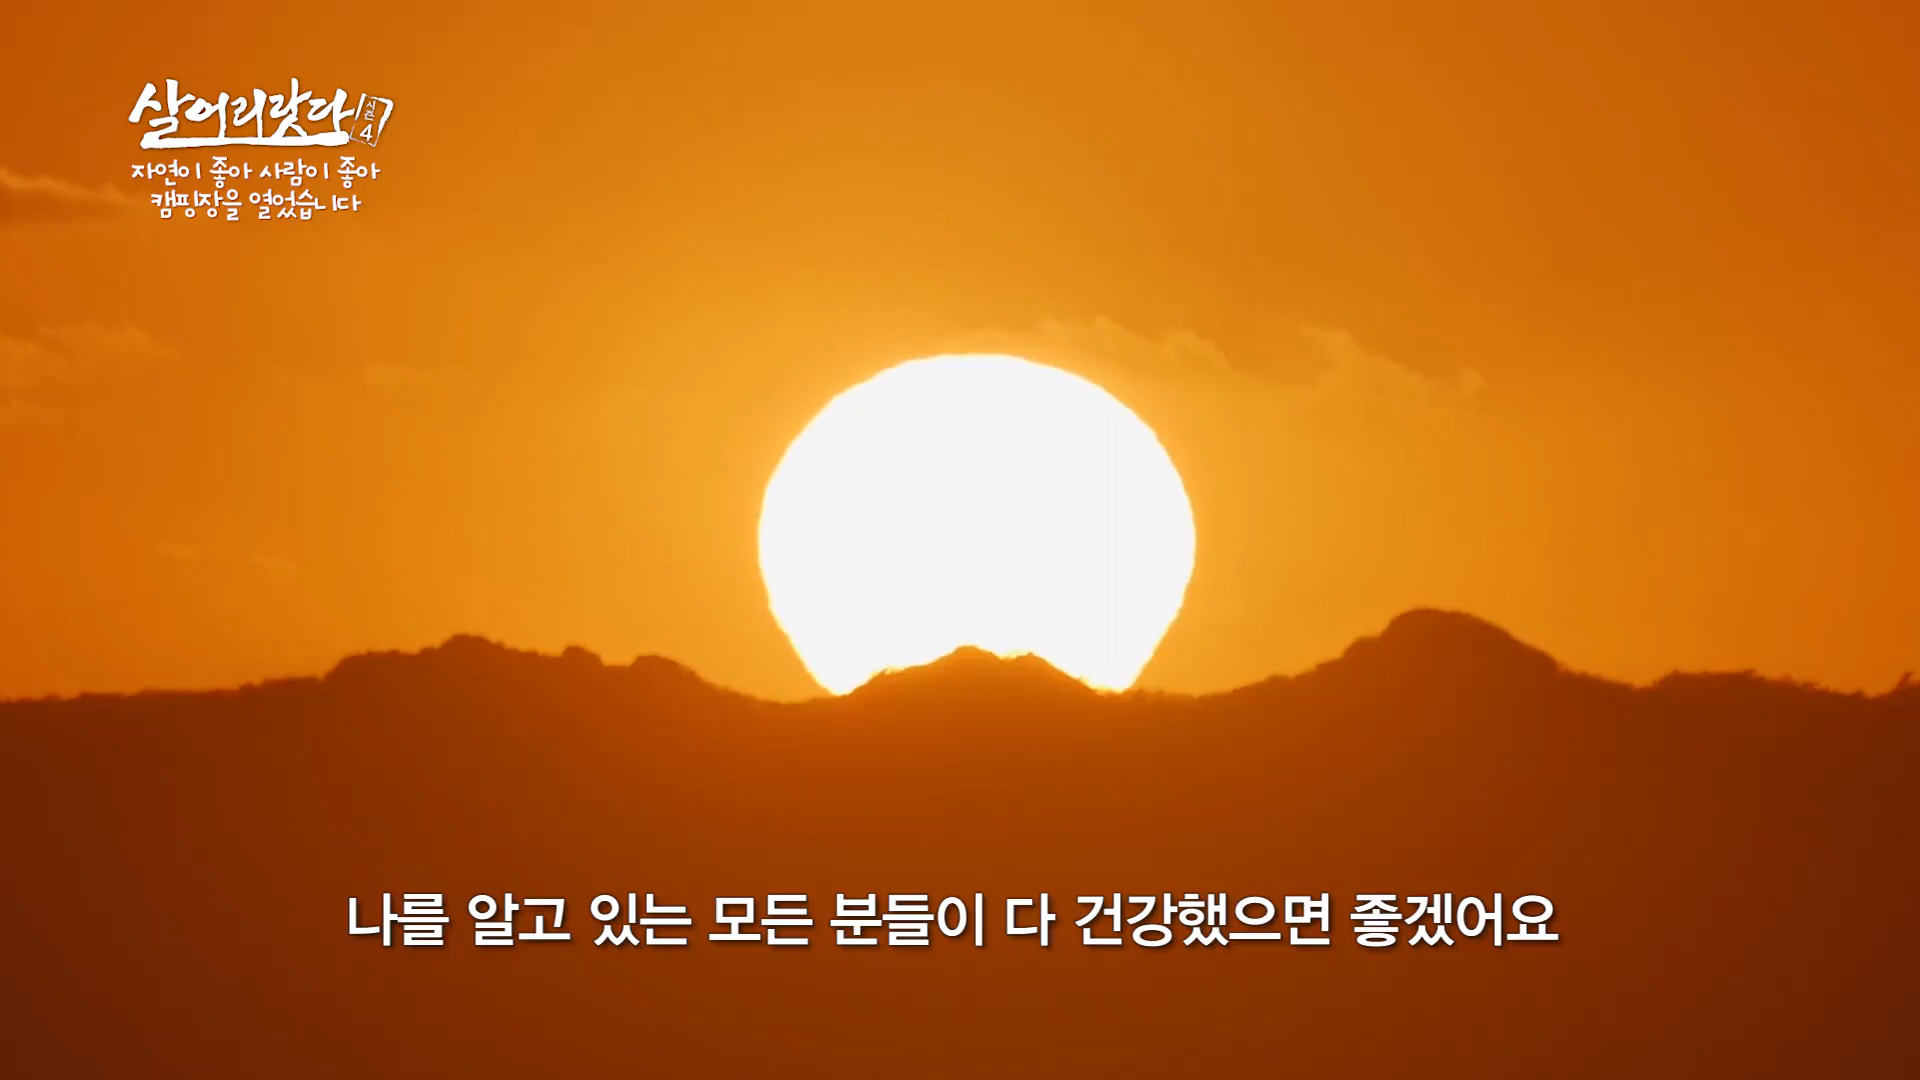 살어리랏다
시즌
4
자연이 좋아 사람이 좋아
캠핑장을 열었습니다
나를 알고 있는 모든 분들이 다 건강했으면 좋겠어요